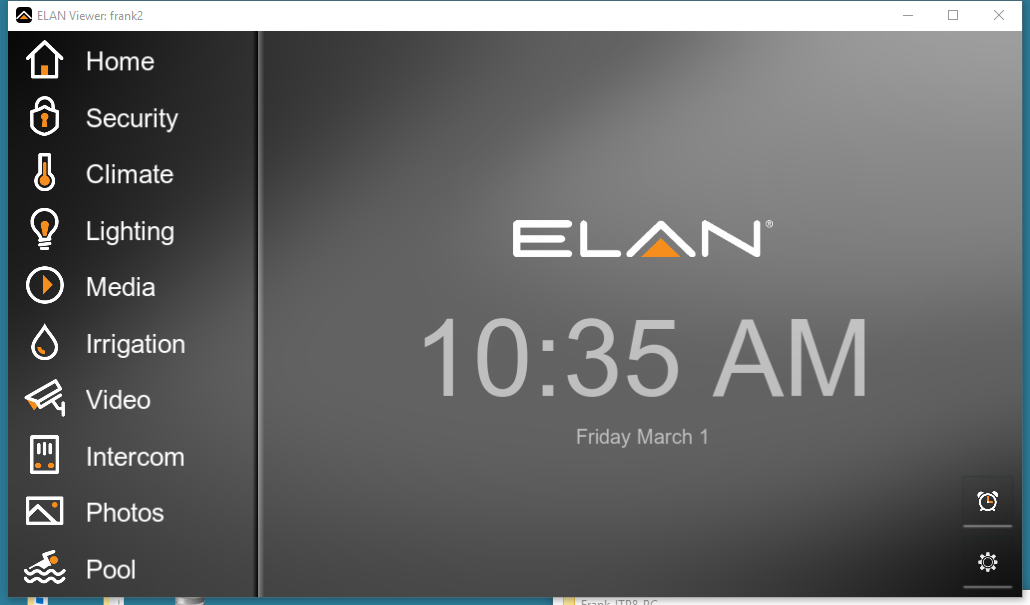 ELAN Viewer: frank2
Home
Security
Climate
Lighting
Media
Irrigation
Video
Intercom
Photos
Pool
ELAN®
10:35 AM
Friday March 1